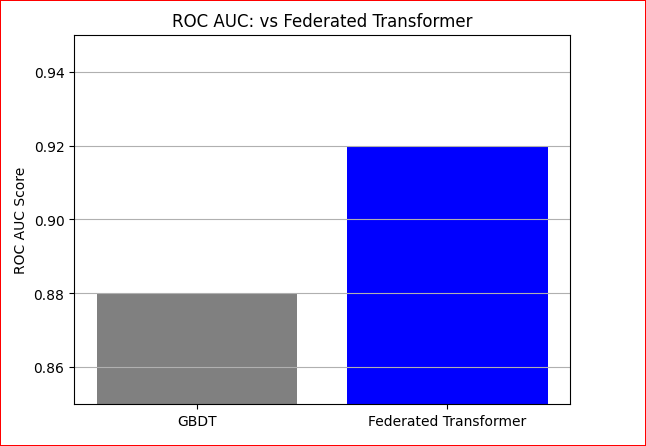 ROC AUC: vs Federated Transformer
ROC AUC Score
0.94
0.92
0.90
0.88
0.86
GBDT
Federated Transformer